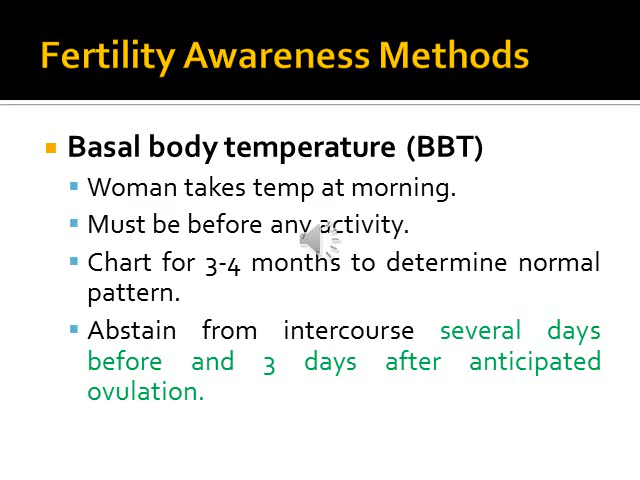 Fertility Awareness Methods
Basal body temperature (BBT)
Woman takes temp at morning.
Must be before any activity.
Chart for 3-4 months to determine normal
pattern.
Abstain from intercourse several days
before and 3 days after anticipated
ovulation.